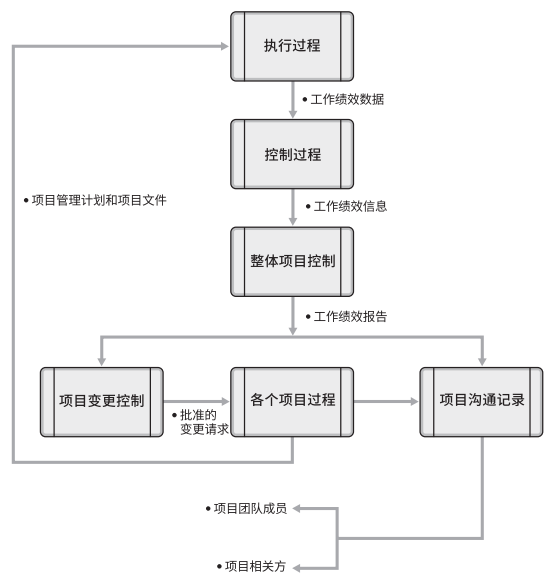 执行过程
• 工作绩效数据
控制过程
• 项目管理计划和项目文件
• 工作绩效信息
整体项目控制
• 工作绩效报告
项目变更控制
• 批准的
变更请求
各个项目过程
项目沟通记录
• 项目团队成员
• 项目相关方